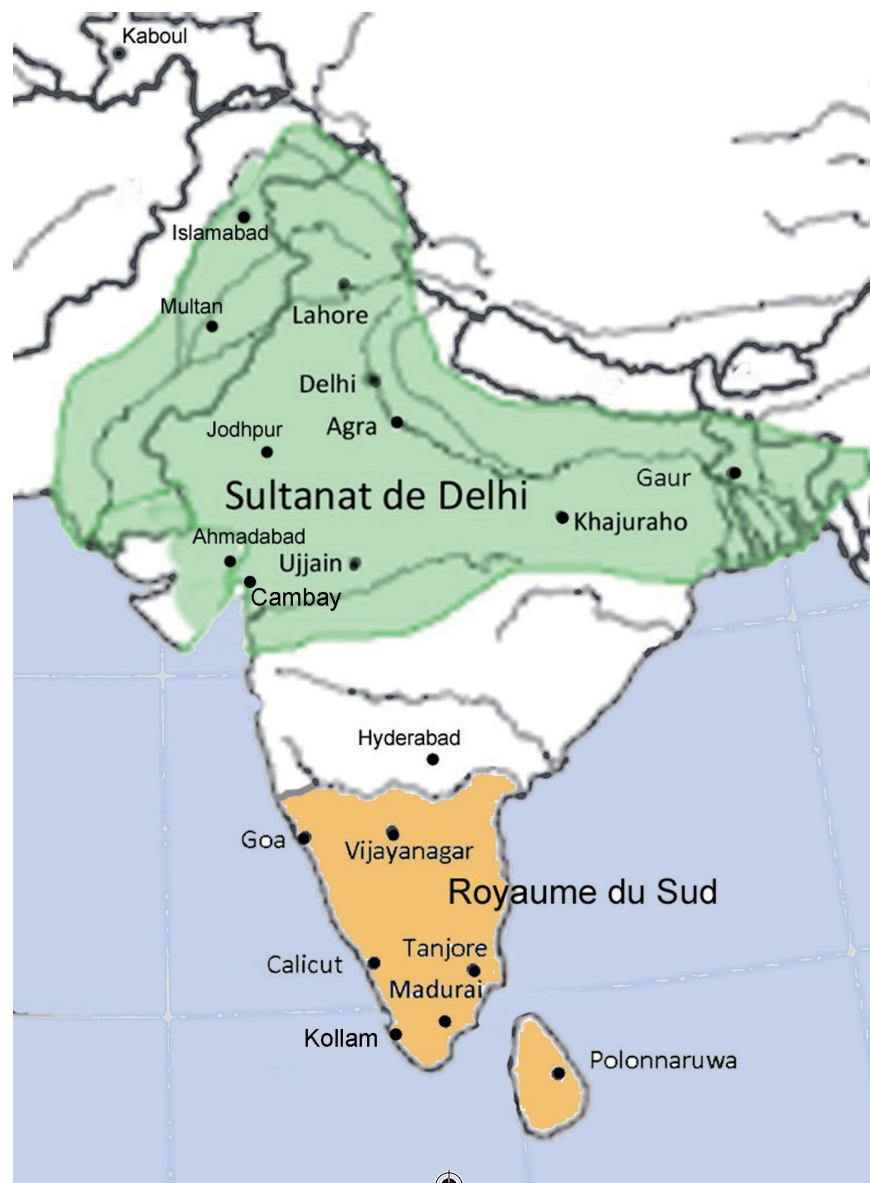 Kaboul
Islamabad
Multan
Lahore
Delhi
Agra
Jodhpur
Gaur
Sultanat de Delhi
Khajuraho
Ahmadabad
Ujjain
Cambay
Hyderabad
Goa
Vijayanagar
Royaume du Sud
Tanjore
Calicut
Madurai
Kollam
Polonnaruwa